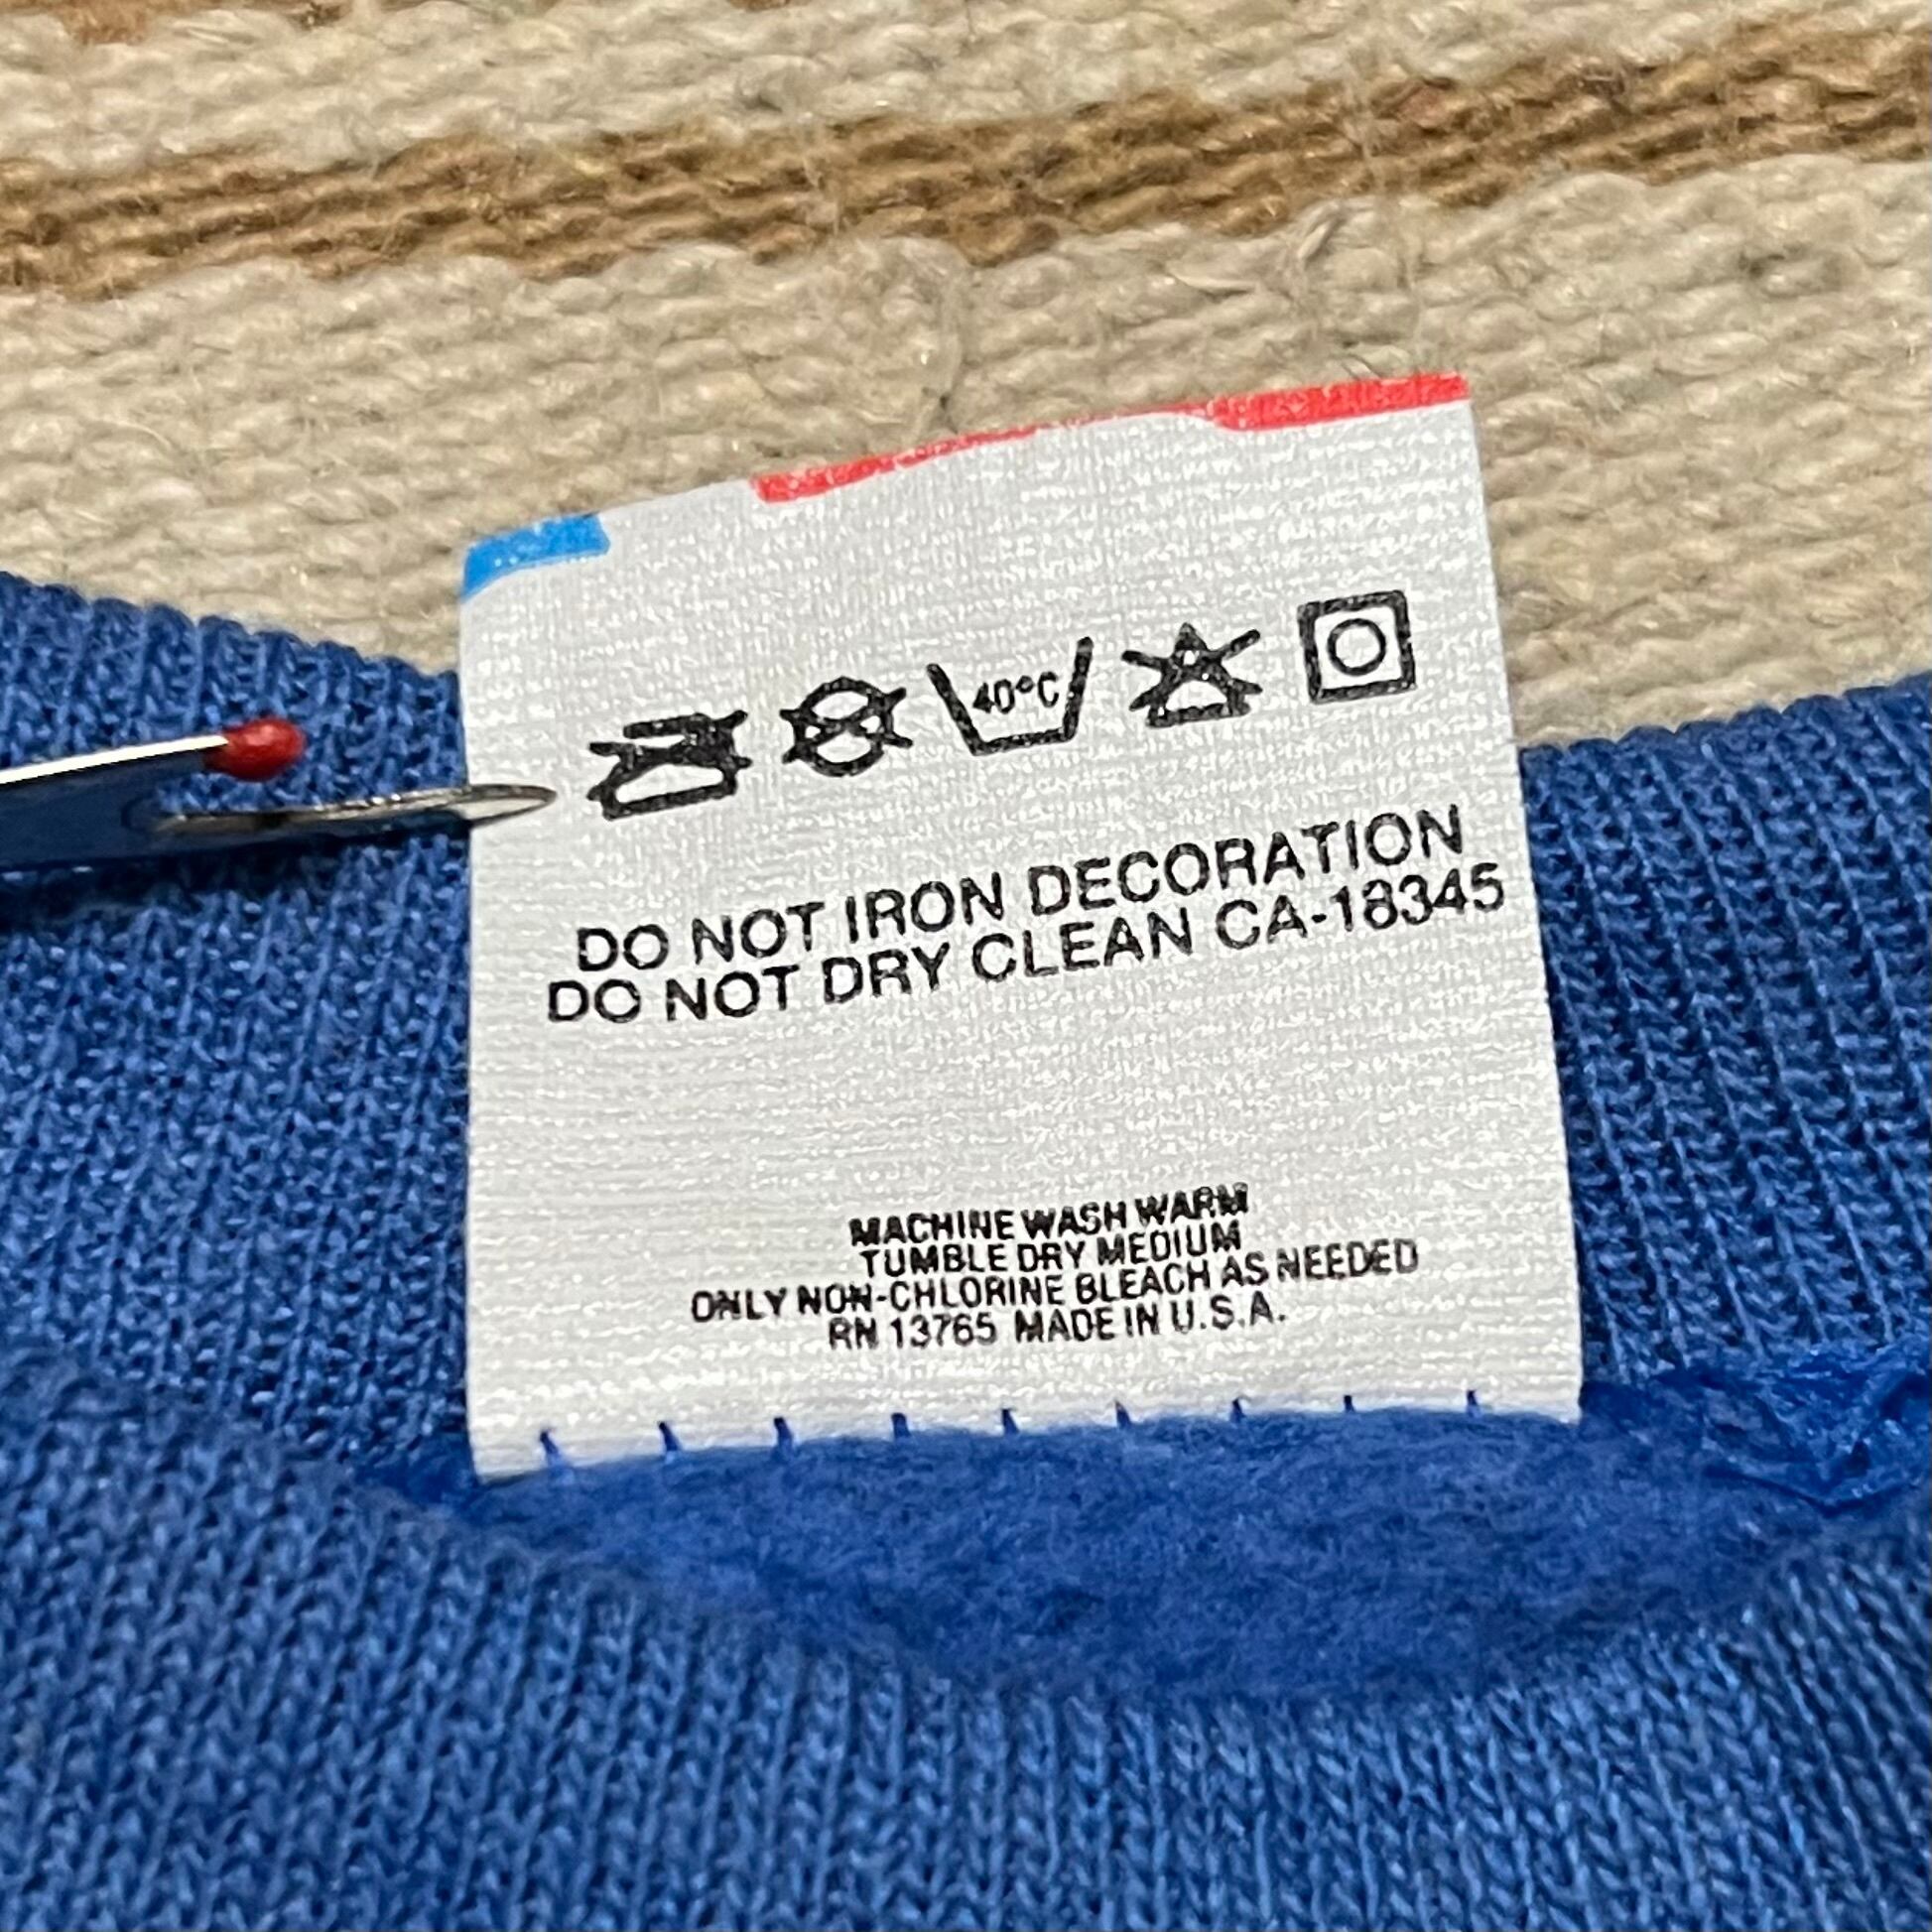 40°C
DO NOT IRON DECORATION
DO NOT DRY CLEAN CA-18345
MACHINE WASH WARM
TUMBLE DRY MEDIUM
ONLY NON-CHLORINE BLEACH AS NEEDED
RN 13765 MADE IN U.S.A.